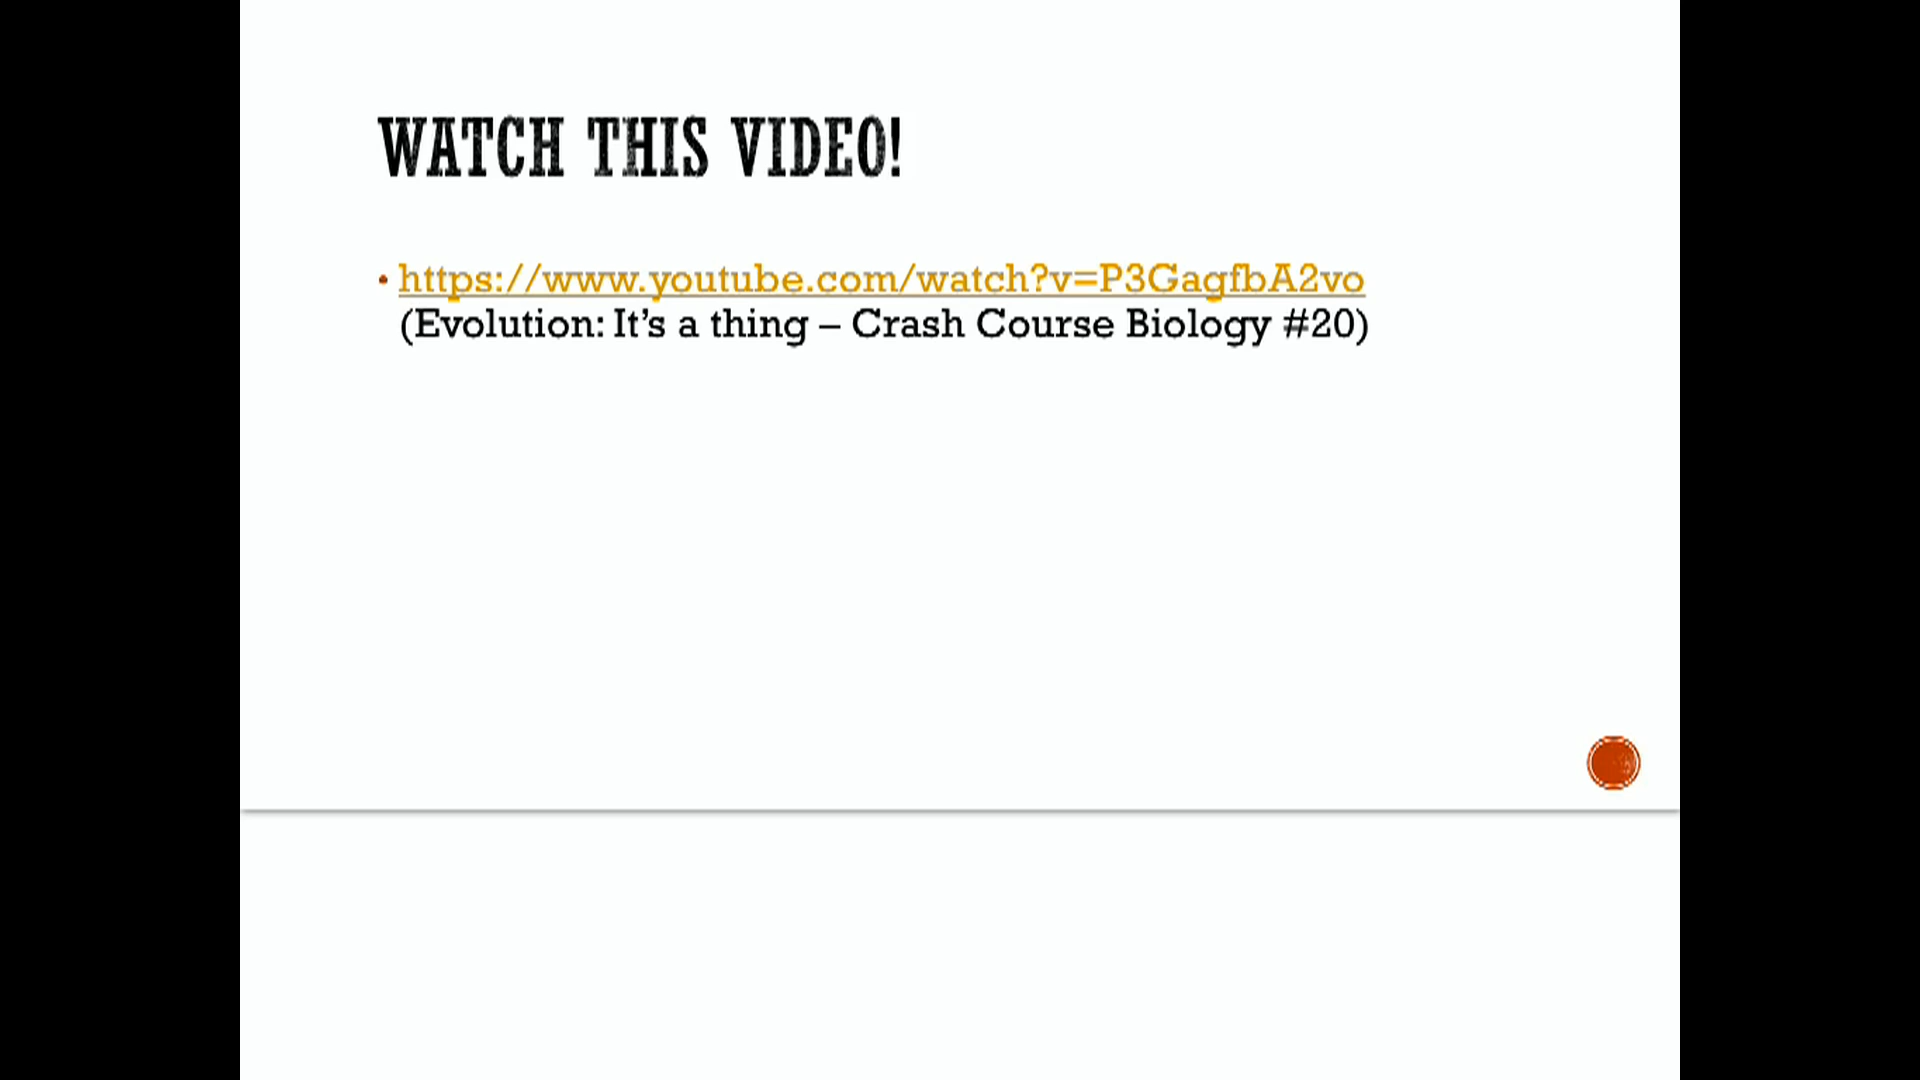 WATCH THIS VIDEO!
• https://www.youtube.com/watch?v=P3GagfbA2vo
(Evolution: It’s a thing – Crash Course Biology #20)